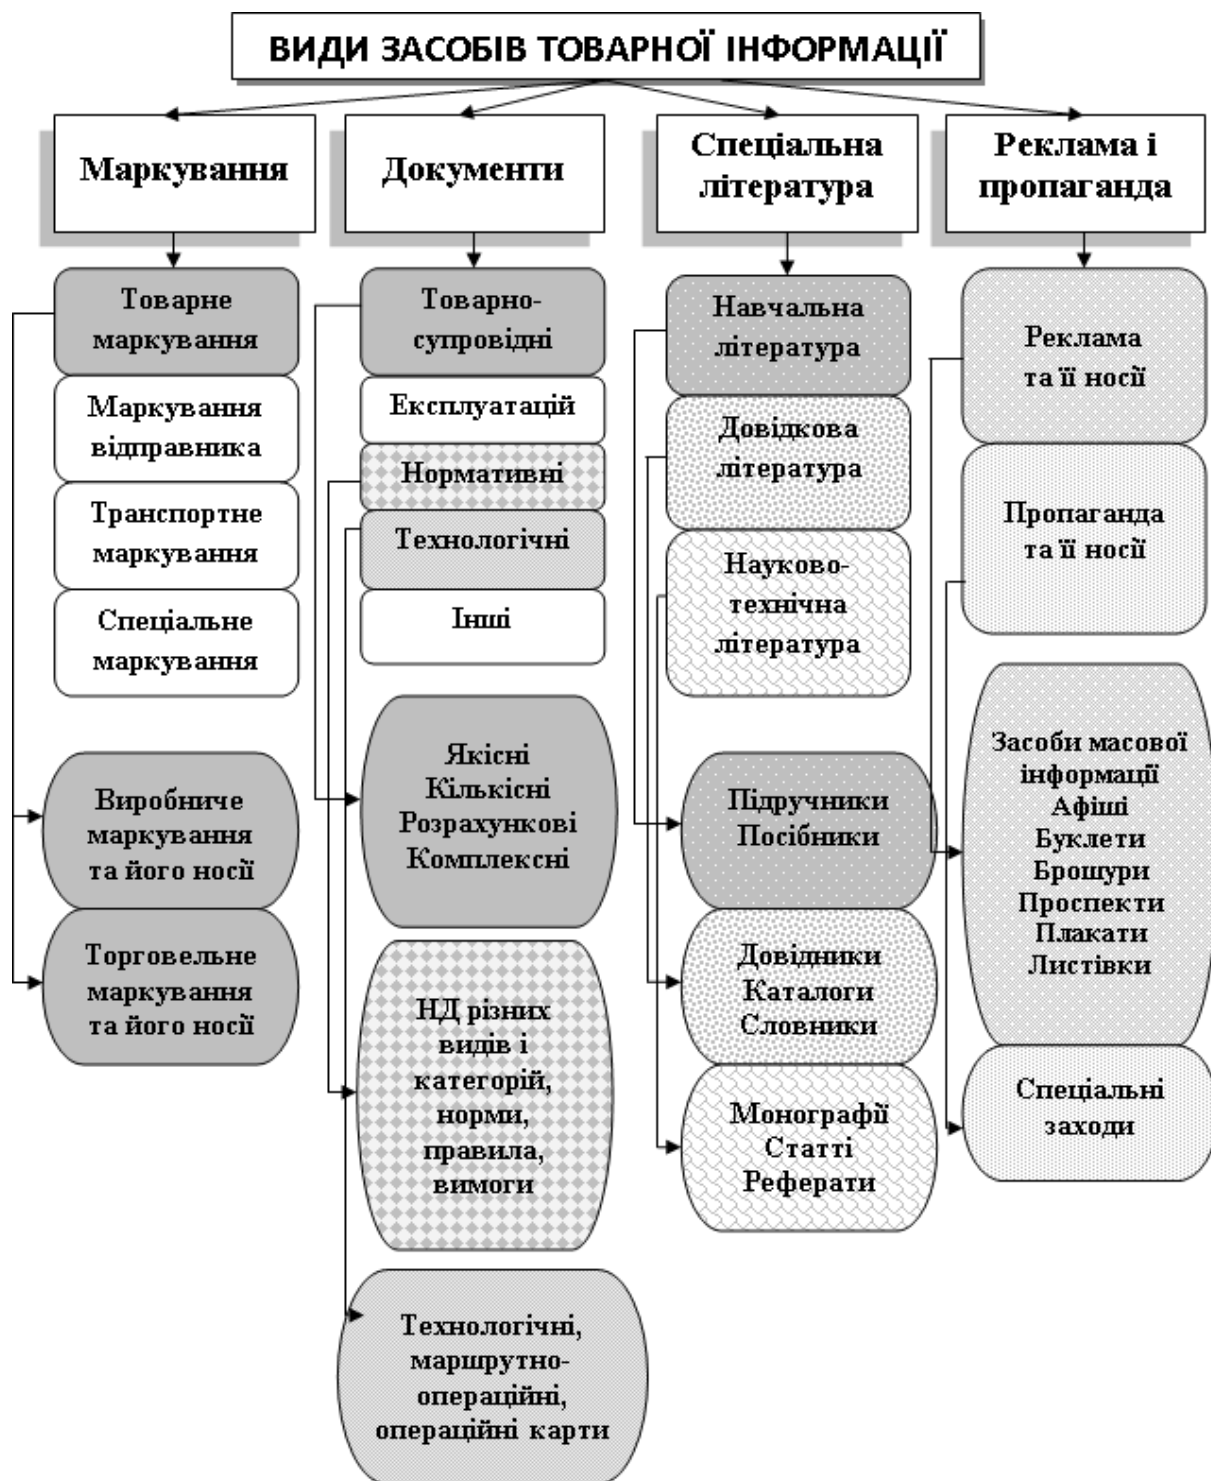 ВИДИ ЗАСОБІВ ТОВАРНОЇ ІНФОРМАЦІЇ
Маркування
Товарне
маркування
Маркування
відправника
Транспортне
маркування
Спеціальне
маркування
Виробниче
маркування
та його носії
Торговельне
маркування
та його носії
Документи
Товарно-
супровідні
Експлуатацій
Нормативні
Технологічні
Інші
Якісні
Кількісні
Розрахункові
Комплексні
НД різних
видів і
категорій,
норми,
правила,
вимоги
Технологічні,
маршрутно-
операційні,
операційні карти
Спеціальна
література
Навчальна
література
Довідкова
література
Науково-
технічна
література
Підручники
Посібники
Довідники
Каталоги
Словники
Монографії
Статті
Реферати
Реклама і
пропаганда
Реклама
та її носії
Пропаганда
та її носії
Засоби масової
інформації
Афіші
Буклети
Брошури
Проспекти
Плакати
Листівки
Спеціальні
заходи